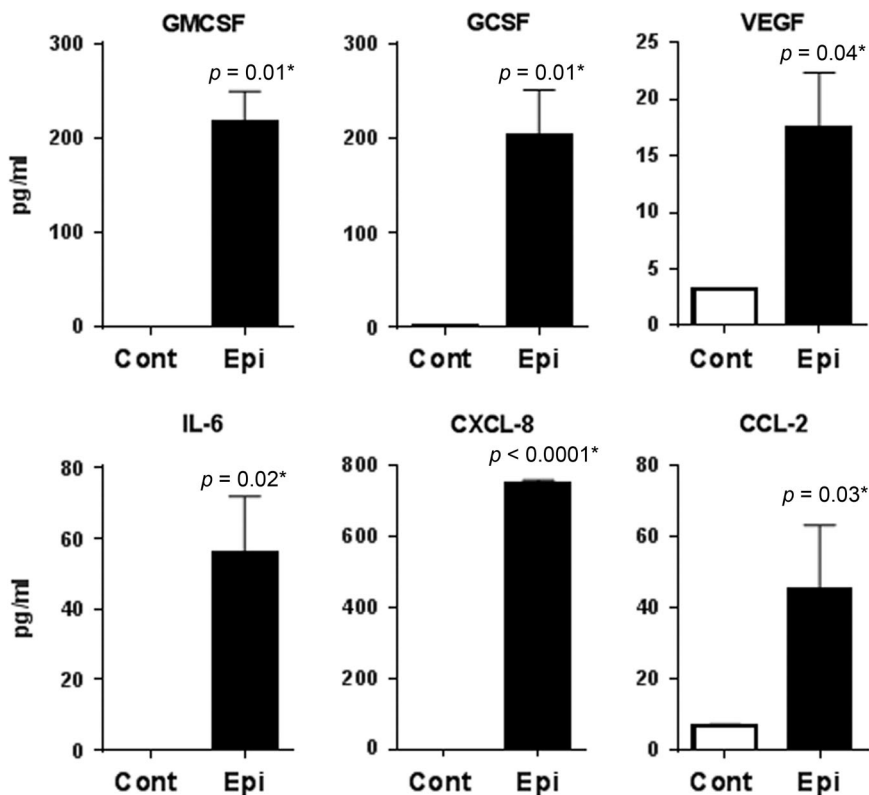 GMCSF
GCSF
VEGF
300
200
100
0
pg/ml
p = 0.01*
Cont Epi
300
200
100
0
p = 0.01*
Cont Epi
25
20
15
10
5
0
p = 0.04*
Cont Epi
IL-6
CXCL-8
CCL-2
80
60
40
20
0
pg/ml
p = 0.02*
Cont Epi
800
600
400
200
0
p < 0.0001*
Cont Epi
80
60
40
20
0
p = 0.03*
Cont Epi